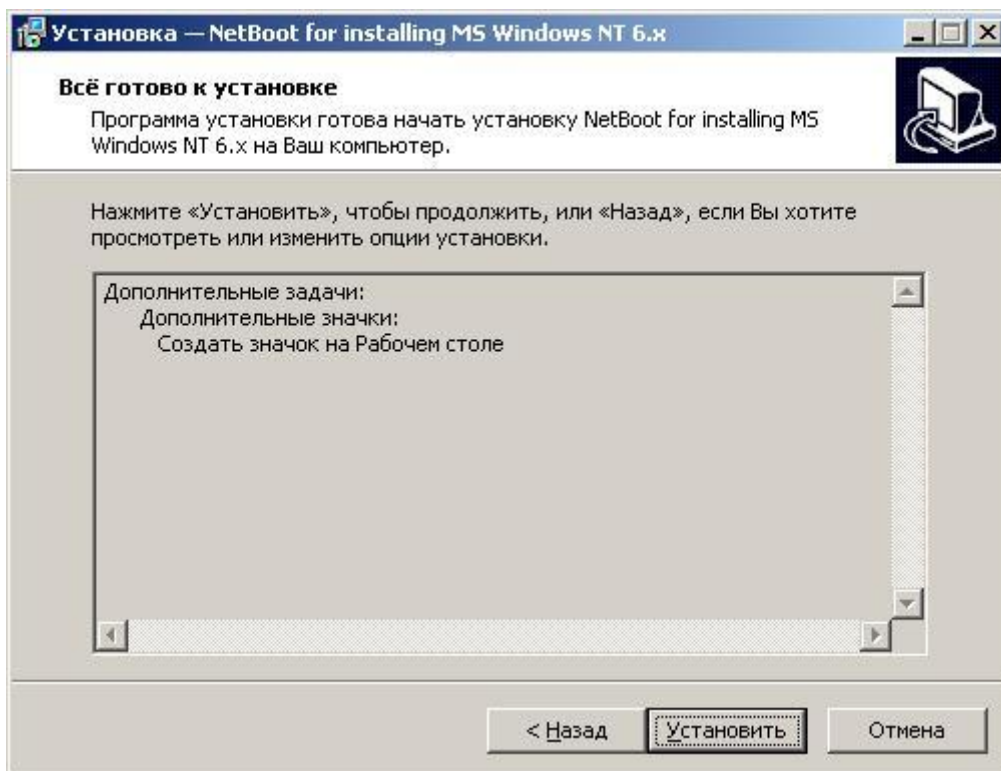 Установка — NetBoot for installing MS Windows NT 6.x
Всё готово к установке
Программа установки готова начать установку NetBoot for installing MS
Windows NT 6.x на Ваш компьютер.
Нажмите «Установить», чтобы продолжить, или «Назад», если Вы хотите
просмотреть или изменить опции установки.
Дополнительные задачи:
Дополнительные значки:
Создать значок на Рабочем столе
< Назад
Установить
Отмена